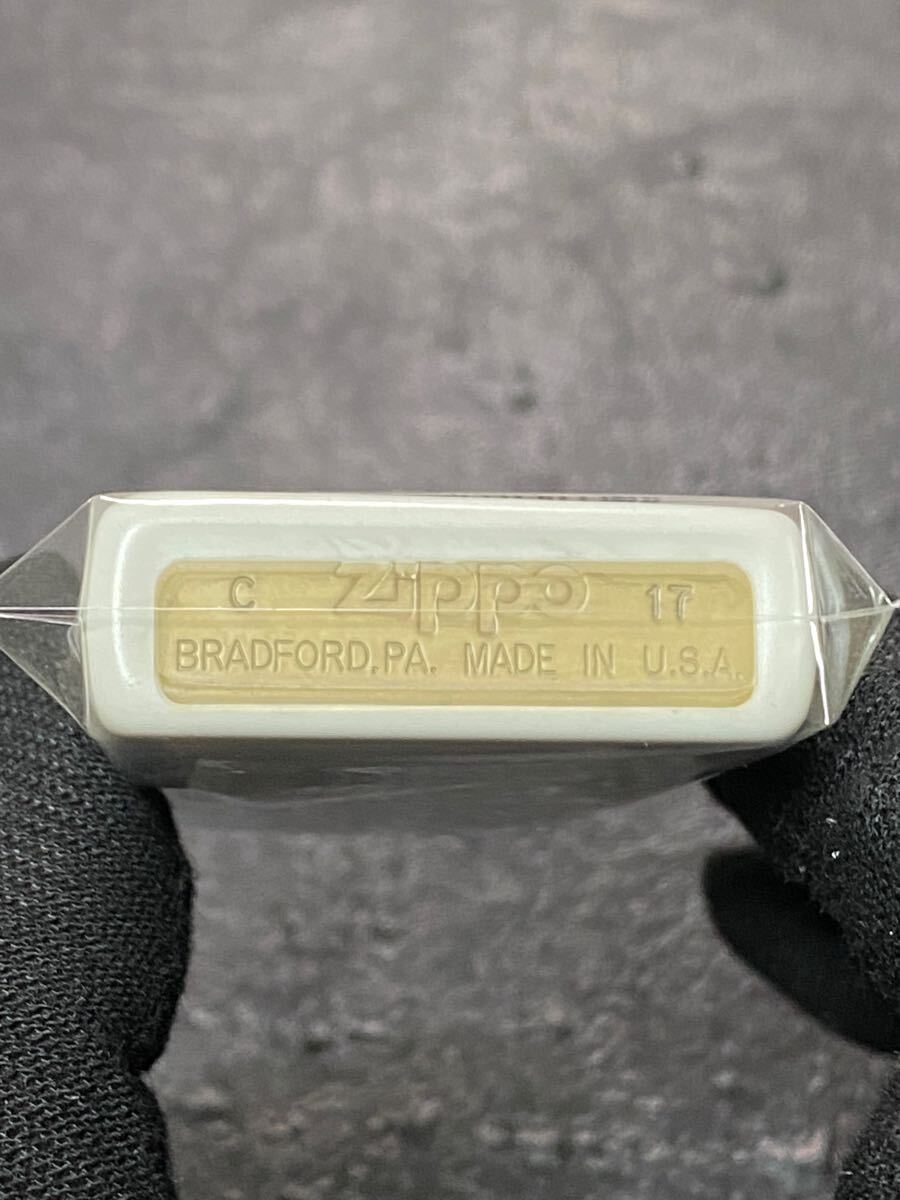 C Zippo 17
BRADFORD,PA. MADE IN U.S.A.